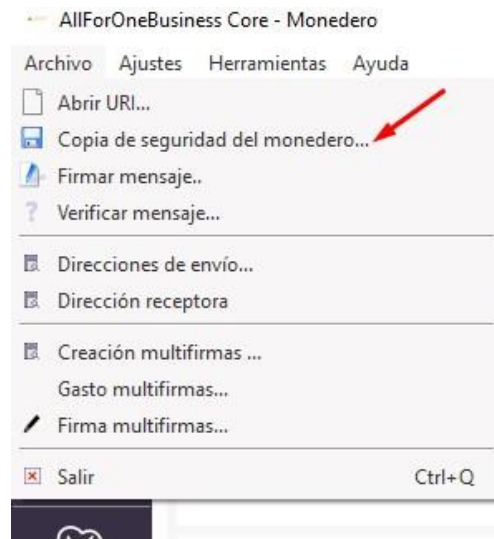 AllForOneBusiness Core - Monedero
Archivo Ajustes Herramientas Ayuda
Abrir URI...
Copia de seguridad del monedero...
Firmar mensaje..
Verificar mensaje...
Direcciones de envío...
Dirección receptora
Creación multifirmas ...
Gasto multifirmas...
Firma multifirmas...
Salir Ctrl+Q